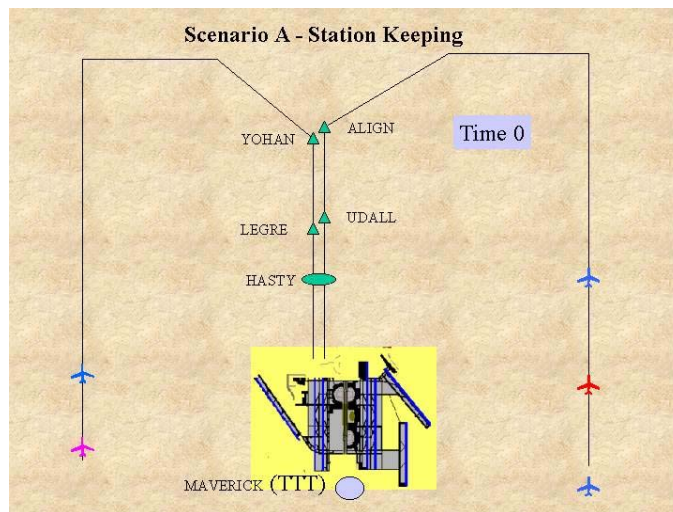 Scenario A - Station Keeping
ALIGN
YOHAN
Time 0
UDALL
LEGRE
HASTY
MAVERICK (TTT)